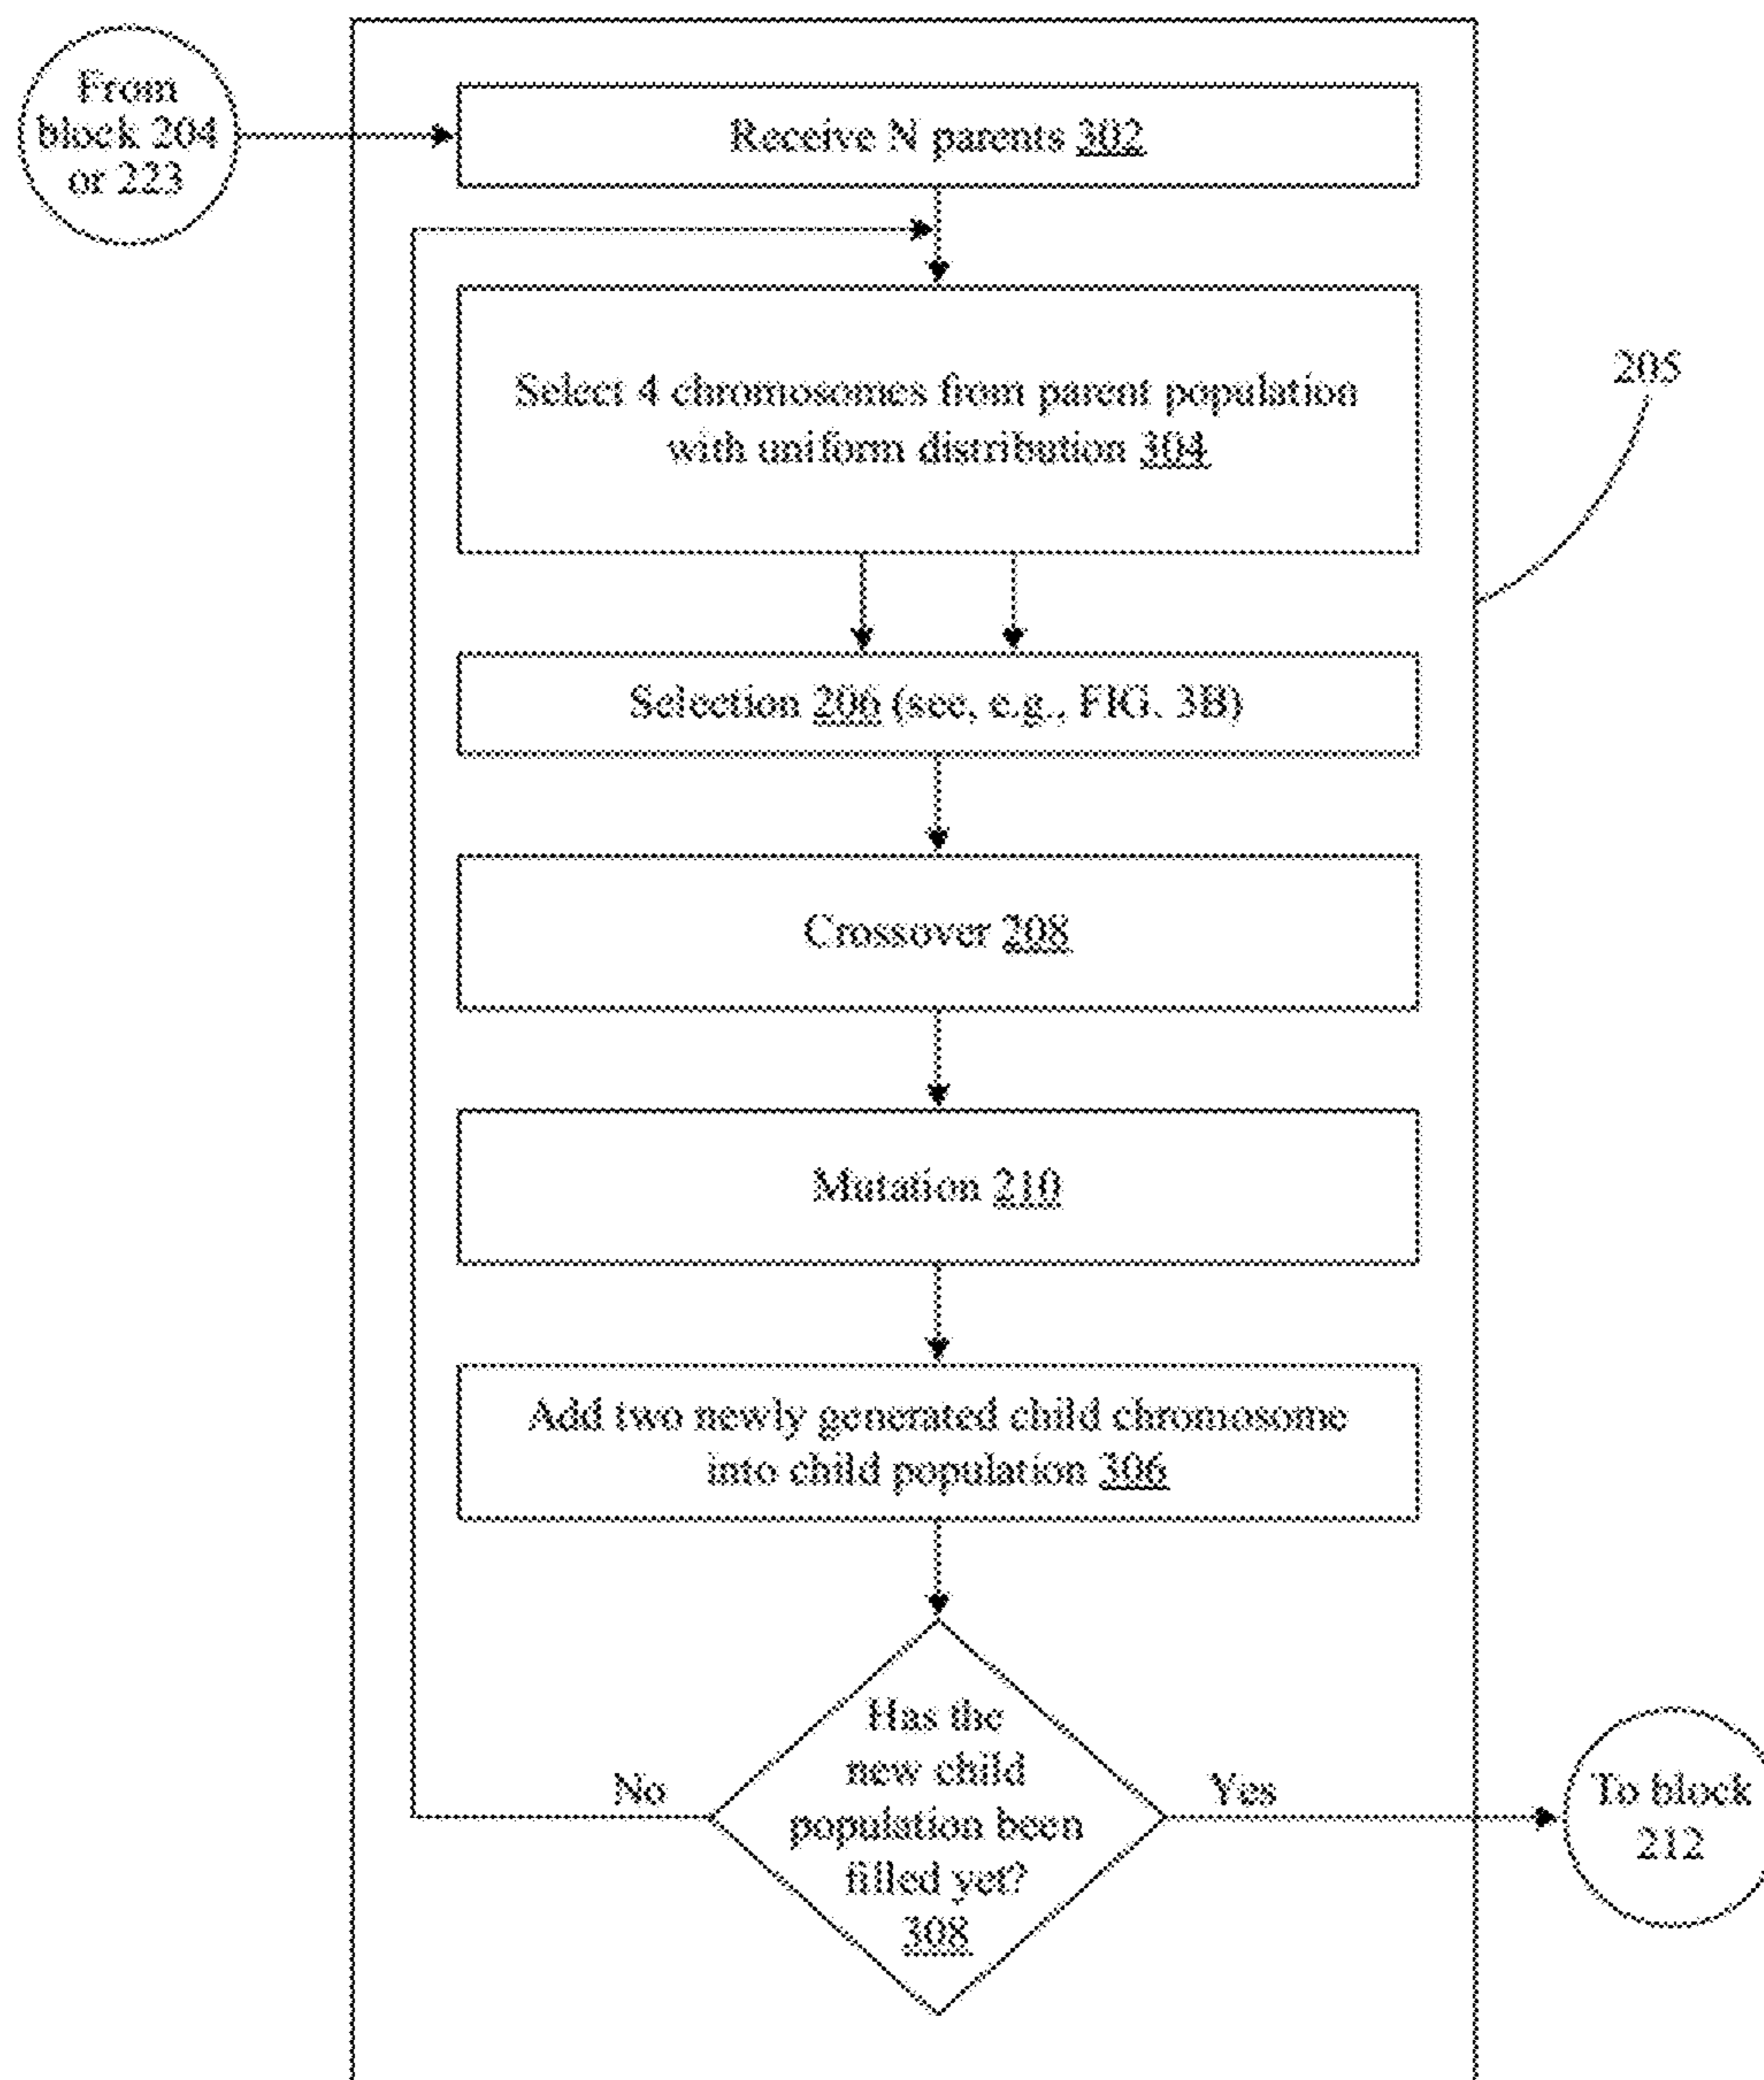 From
block 204
or 223
Receive N parents 302
Select 4 chromosomes from parent population
with uniform distribution 304
205
Selection 206 (see, e.g., FIG. 3B)
Crossover 208
Mutation 210
Add two newly generated child chromosome
into child population 306
Has the
new child
population been
filled yet?
308
No
Yes
To block
212